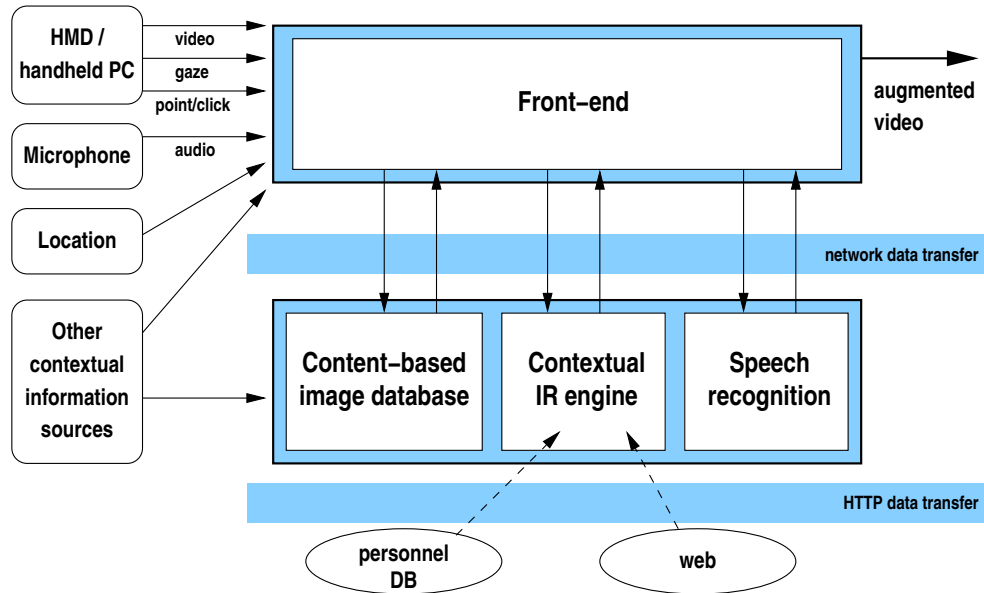 HMD /
handheld PC
video
gaze
point/click
Microphone
audio
Location
Other
contextual
information
sources
Front–end
augmented
video
network data transfer
Content–based
image database
Contextual
IR engine
Speech
recognition
HTTP data transfer
personnel
DB
web